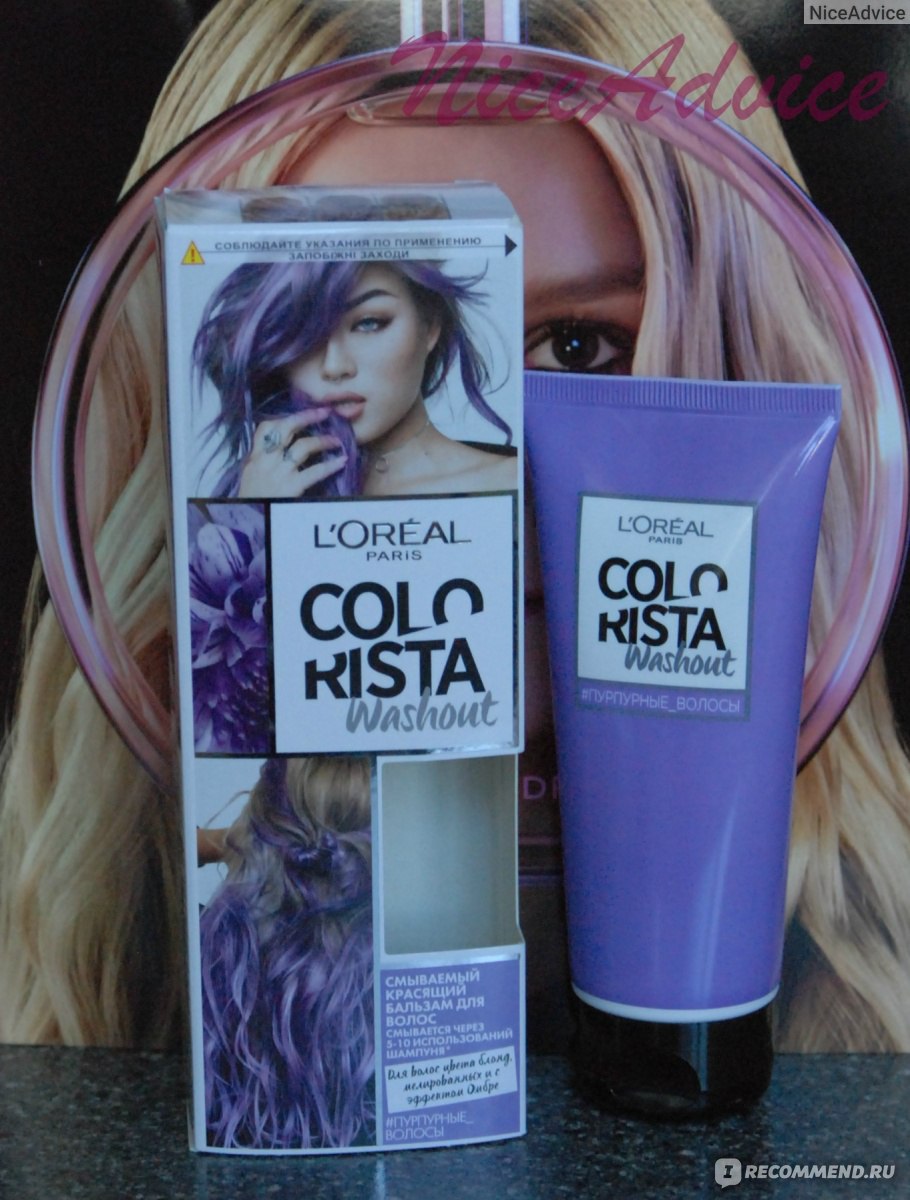 NiceAdvice
NiceAdvice
СОБЛЮДАЙТЕ УКАЗАНИЯ ПО ПРИМЕНЕНИЮ
ЗАПОБІЖНІ ЗАХОДИ
L'ORÉAL
PARIS
COLO
RISTA
Washout
СМЫВАЕМЫЙ
КРАСЯЩИЙ
БАЛЬЗАМ ДЛЯ
ВОЛОС
СМЫВАЕТСЯ ЧЕРЕЗ
5-10 ИСПОЛЬЗОВАНИЙ
ШАМПУНЯ*
Для волос цвета блонд,
мелированных и с
эффектом Омбре
#ПУРПУРНЫЕ_
ВОЛОСЫ
L'ORÉAL
PARIS
COLO
RISTA
Washout
#ПУРПУРНЫЕ_ВОЛОСЫ
IRECOMMEND.RU